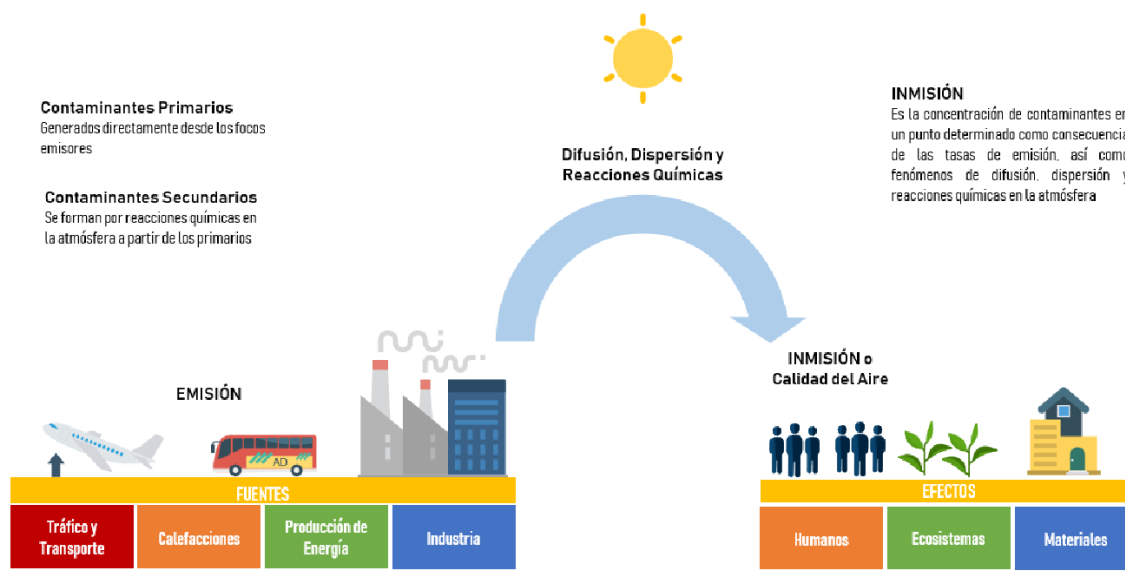 Contaminantes Primarios
Generados directamente desde los focos
emisores
Contaminantes Secundarios
Se forman por reacciones químicas en
la atmósfera a partir de los primarios
Difusión, Dispersión y
Reacciones Químicas
INMISIÓN
Es la concentración de contaminantes en
un punto determinado como consecuencia
de las tasas de emisión, así como
fenómenos de difusión, dispersión y
reacciones químicas en la atmósfera
EMISIÓN
AD
FUENTES
Tráfico y
Transporte
Calefacciones
Producción de
Energía
Industria
INMISIÓN o
Calidad del Aire
EFECTOS
Humanos
Ecosistemas
Materiales